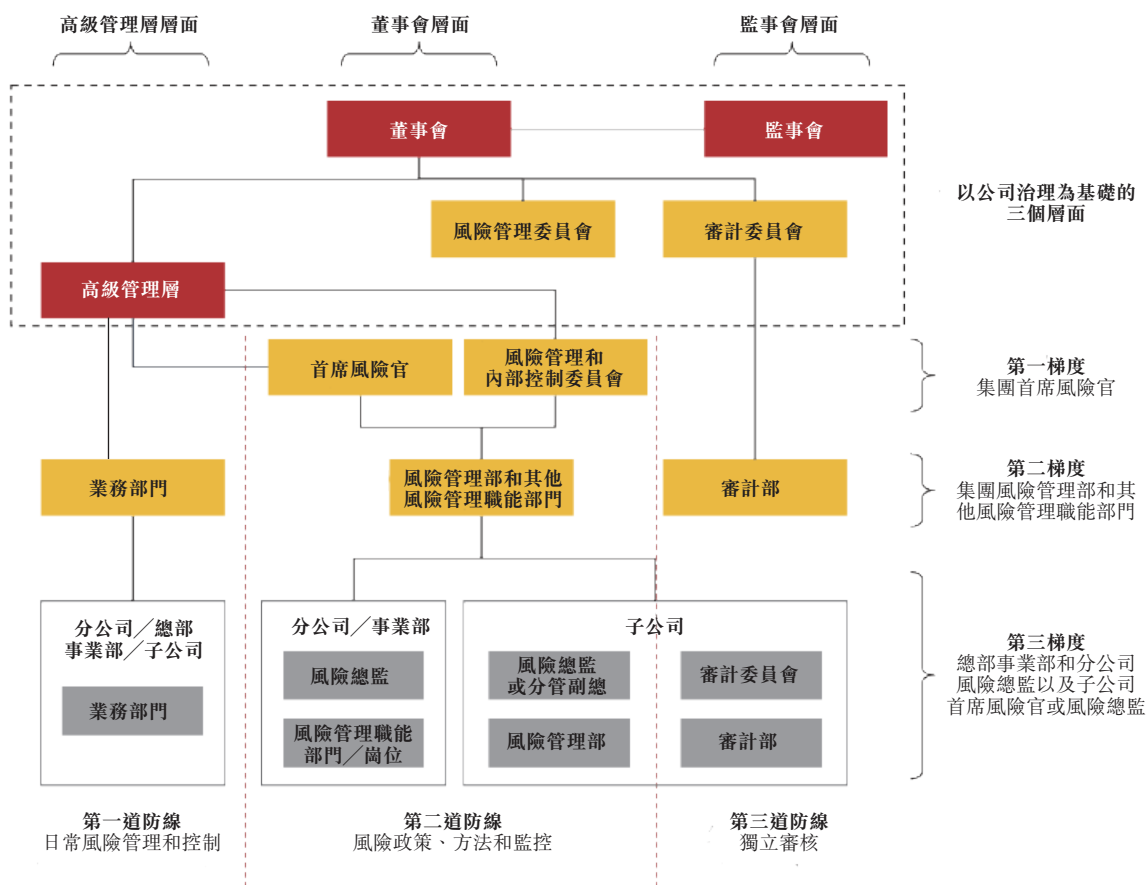 高級管理層層面
董事會層面
監事會層面
董事會
監事會
風險管理委員會
審計委員會
以公司治理為基礎的
三個層面
高級管理層
首席風險官
風險管理和
內部控制委員會
第一梯度
集團首席風險官
業務部門
風險管理部和其他
風險管理職能部門
審計部
第二梯度
集團風險管理部和其
他風險管理職能部門
分公司／總部
事業部／子公司
業務部門
分公司／事業部
風險總監
風險管理職能
部門／崗位
子公司
風險總監
或分管副總
審計委員會
風險管理部
審計部
第三梯度
總部事業部和分公司
風險總監以及子公司
首席風險官或風險總監
第一道防線
日常風險管理和控制
第二道防線
風險政策、方法和監控
第三道防線
獨立審核